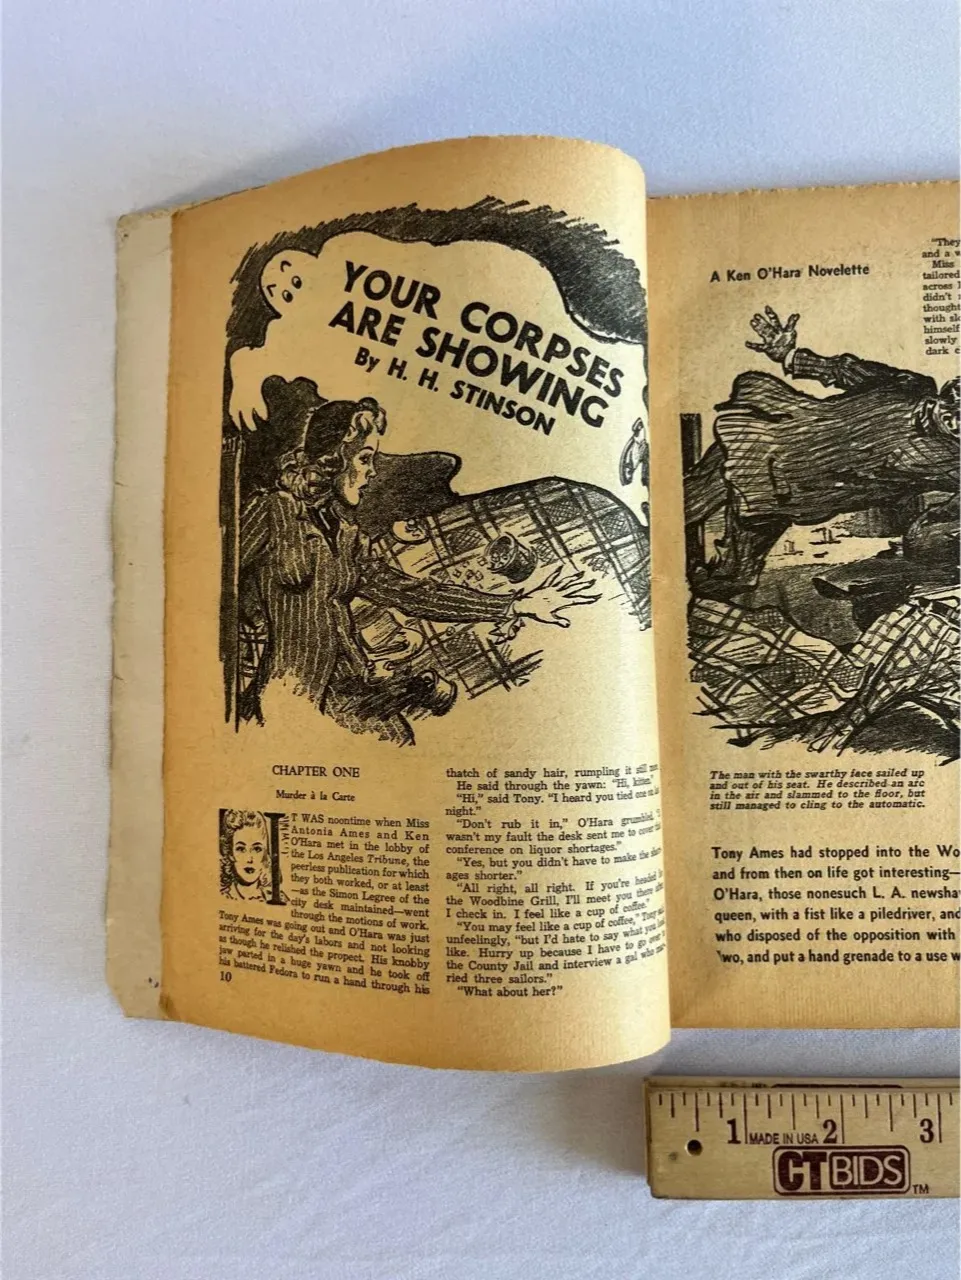 YOUR CORPSES
ARE SHOWING
By H. H. STINSON
CHAPTER ONE
Murder à la Carte
IT WAS noontime when Miss
Antonia Ames and Ken
O'Hara met in the lobby of
the Los Angeles Tribune, the
peerless publication for which
they both worked, or at least
—as the Simon Legree of the
city desk maintained—went
through the motions of work.
Tony Ames was going out and O'Hara was just
arriving for the day's labors and not looking
as though he relished the propect. His knobby
jaw parted in a huge yawn and he took off
his battered Fedora to run a hand through his
10
thatch of sandy hair, rumpling it still
He said through the yawn: "Hi, kitten."
"Hi," said Tony. "I heard you tied one on
night."
"Don't rub it in," O'Hara grumbled.
wasn't my fault the desk sent me to cover
conference on liquor shortages."
"Yes, but you didn't have to make the
ages shorter."
"All right, all right. If you're headed
the Woodbine Grill, I'll meet you there
I check in. I feel like a cup of coffee."
"You may feel like a cup of coffee," Tony
unfeelingly, "but I'd hate to say what you
like. Hurry up because I have to go
the County Jail and interview a gal who
ried three sailors."
"What about her?"
A Ken O'Hara Novelette
"They
and a
Miss
tailored
across
didn't
thought
with
himself
slowly
dark
The man with the swarthy face sailed up
and out of his seat. He described an arc
in the air and slammed to the floor, but
still managed to cling to the automatic.
Tony Ames had stopped into the
and from then on life got interesting—
O'Hara, those nonesuch L. A.
queen, with a fist like a piledriver, and
who disposed of the opposition with
and put a hand grenade to a use
1 MADE IN USA 2 3
CTBIDS TM